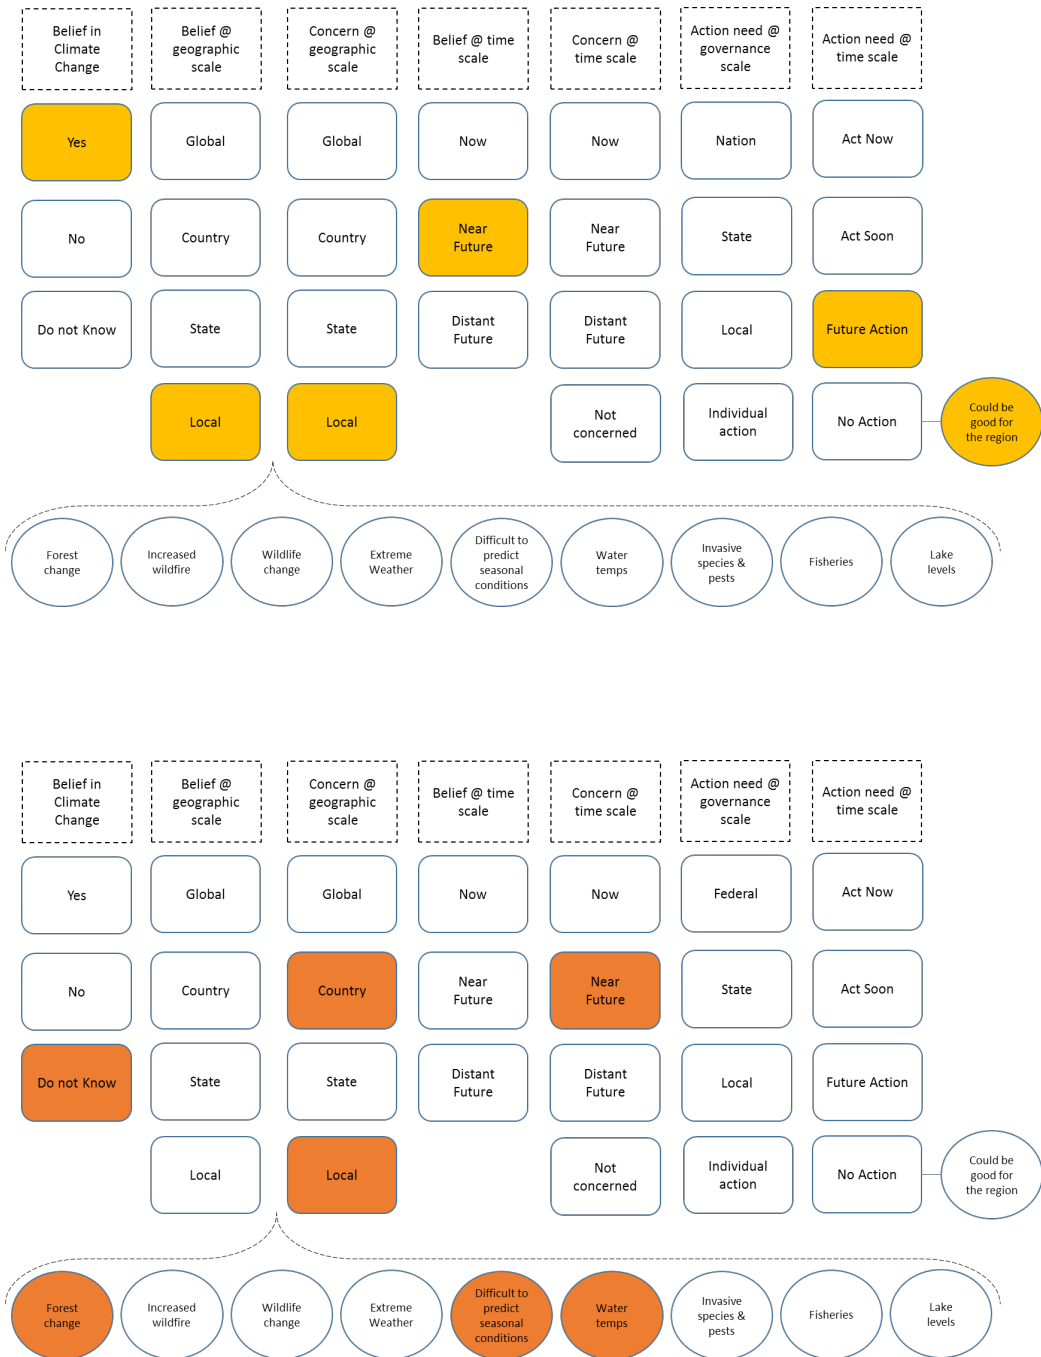 Belief in
Climate
Change
Belief @
geographic
scale
Concern @
geographic
scale
Belief @ time
scale
Concern @
time scale
Action need @
governance
scale
Action need @
time scale
Yes
Global
Global
Now
Now
Nation
Act Now
No
Country
Country
Near
Future
Near
Future
State
Act Soon
Do not Know
State
State
Distant
Future
Distant
Future
Local
Future Action
Local
Local
Not
concerned
Individual
action
No Action
Could be
good for
the region
Forest
change
Increased
wildfire
Wildlife
change
Extreme
Weather
Difficult to
predict
seasonal
conditions
Water
temps
Invasive
species &
pests
Fisheries
Lake
levels
Belief in
Climate
Change
Belief @
geographic
scale
Concern @
geographic
scale
Belief @ time
scale
Concern @
time scale
Action need @
governance
scale
Action need @
time scale
Yes
Global
Global
Now
Now
Federal
Act Now
No
Country
Country
Near
Future
Near
Future
State
Act Soon
Do not Know
State
State
Distant
Future
Distant
Future
Local
Future Action
Local
Local
Not
concerned
Individual
action
No Action
Could be
good for
the region
Forest
change
Increased
wildfire
Wildlife
change
Extreme
Weather
Difficult to
predict
seasonal
conditions
Water
temps
Invasive
species &
pests
Fisheries
Lake
levels